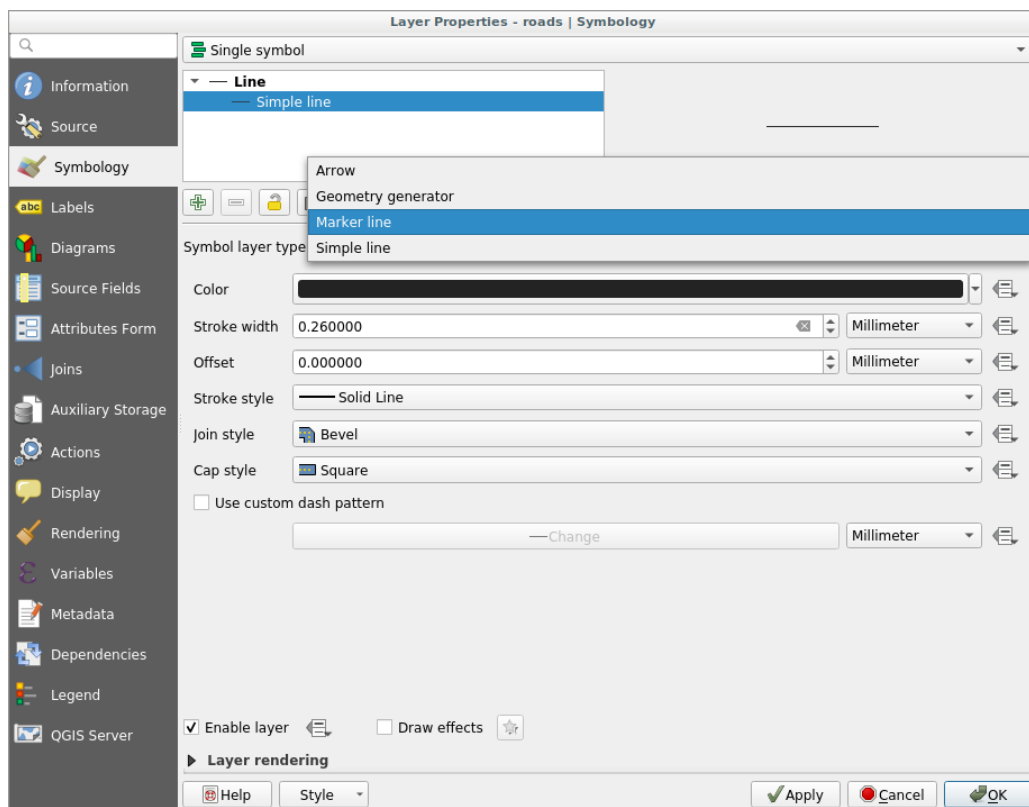 Layer Properties - roads | Symbology
Information
Source
Symbology
abc Labels
Diagrams
Source Fields
Attributes Form
Joins
Auxiliary Storage
Actions
Display
Rendering
Variables
Metadata
Dependencies
Legend
QGIS Server
Single symbol
Line
Simple line
Arrow
Geometry generator
Marker line
Simple line
Symbol layer type
Color
Stroke width 0.260000 Millimeter
Offset 0.000000 Millimeter
Stroke style Solid Line
Join style Bevel
Cap style Square
Use custom dash pattern
Change Millimeter
Enable layer Draw effects
Layer rendering
Help Style Apply Cancel OK